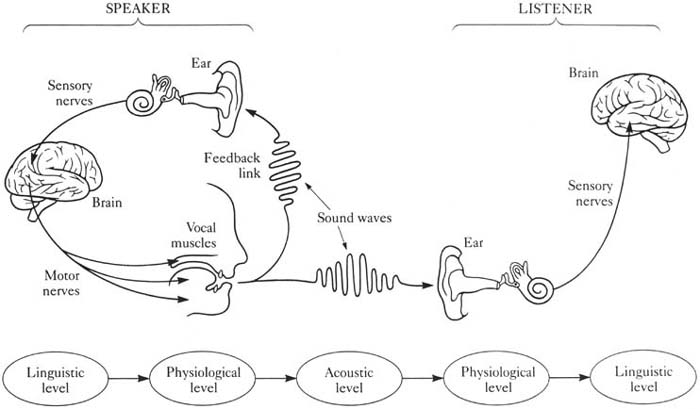 SPEAKER
LISTENER
Ear
Sensory
nerves
Brain
Feedback
link
Sensory
nerves
Brain
Sound waves
Vocal
muscles
Ear
Motor
nerves
Linguistic
level
Physiological
level
Acoustic
level
Physiological
level
Linguistic
level